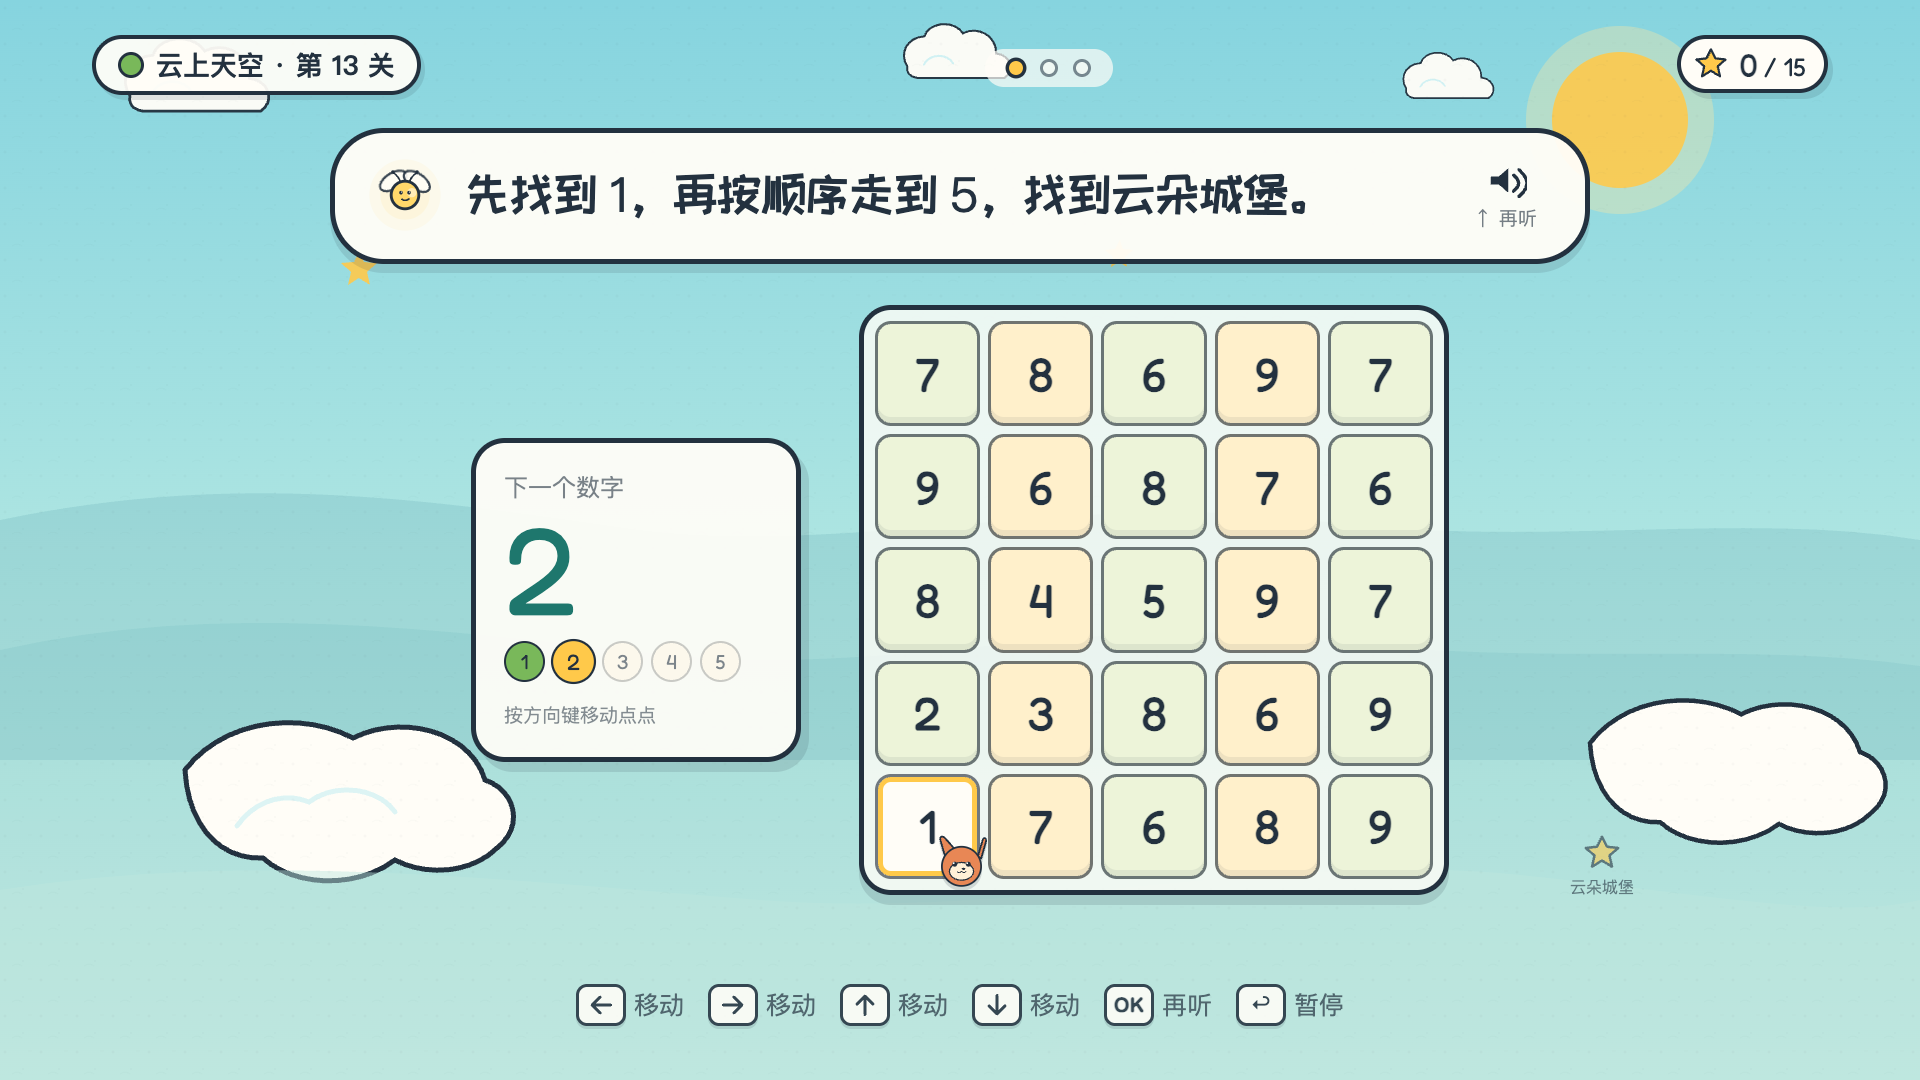 云上天空 · 第 13 关
0 / 15
先找到 1，再按顺序走到 5，找到云朵城堡。
↑ 再听
下一个数字
2
1 2 3 4 5
按方向键移动点点
7 8 6 9 7
9 6 8 7 6
8 4 5 9 7
2 3 8 6 9
1 7 6 8 9
云朵城堡
← 移动 → 移动 ↑ 移动 ↓ 移动 OK 再听 ↩ 暂停